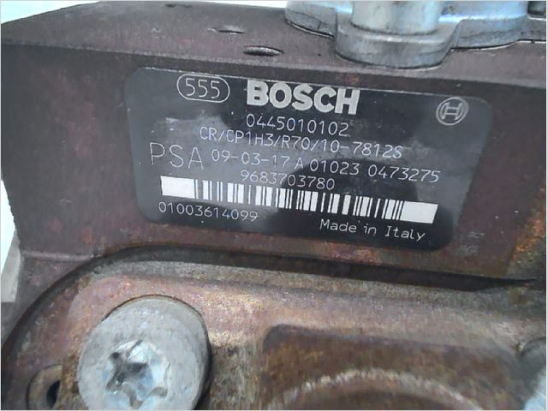 555 BOSCH
0445010102
CR/CP1H3/R70/10-7812S
PSA 09-03-17 A 01023 0473275
9683703780
01003614099 Made in Italy